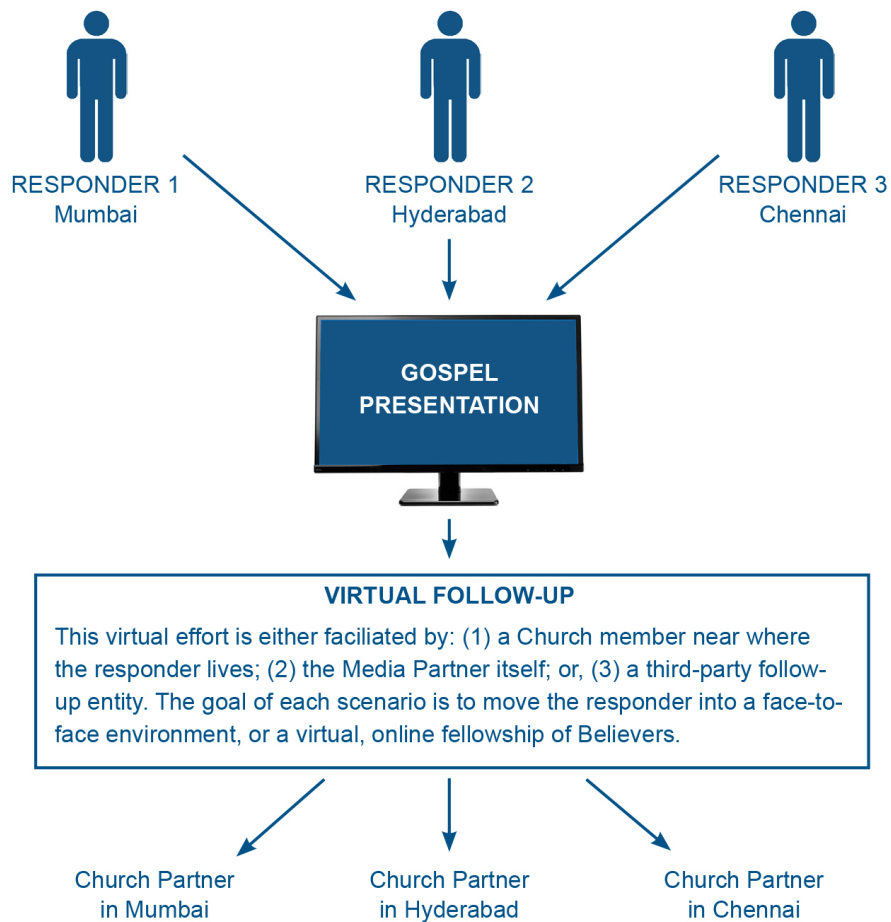 RESPONDER 1
Mumbai
RESPONDER 2
Hyderabad
RESPONDER 3
Chennai
GOSPEL
PRESENTATION
VIRTUAL FOLLOW-UP
This virtual effort is either faciliated by: (1) a Church member near where
the responder lives; (2) the Media Partner itself; or, (3) a third-party follow-
up entity. The goal of each scenario is to move the responder into a face-to-
face environment, or a virtual, online fellowship of Believers.
Church Partner
in Mumbai
Church Partner
in Hyderabad
Church Partner
in Chennai